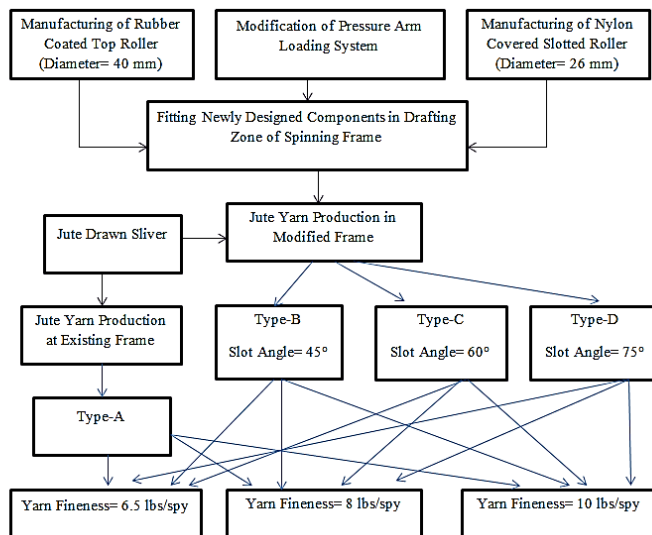 Manufacturing of Rubber
Coated Top Roller
(Diameter= 40 mm)
Modification of Pressure Arm
Loading System
Manufacturing of Nylon
Covered Slotted Roller
(Diameter= 26 mm)
Fitting Newly Designed Components in Drafting
Zone of Spinning Frame
Jute Drawn Sliver
Jute Yarn Production in
Modified Frame
Jute Yarn Production
at Existing Frame
Type-B
Slot Angle= 45°
Type-C
Slot Angle= 60°
Type-D
Slot Angle= 75°
Type-A
Yarn Fineness= 6.5 lbs/spy
Yarn Fineness= 8 lbs/spy
Yarn Fineness= 10 lbs/spy